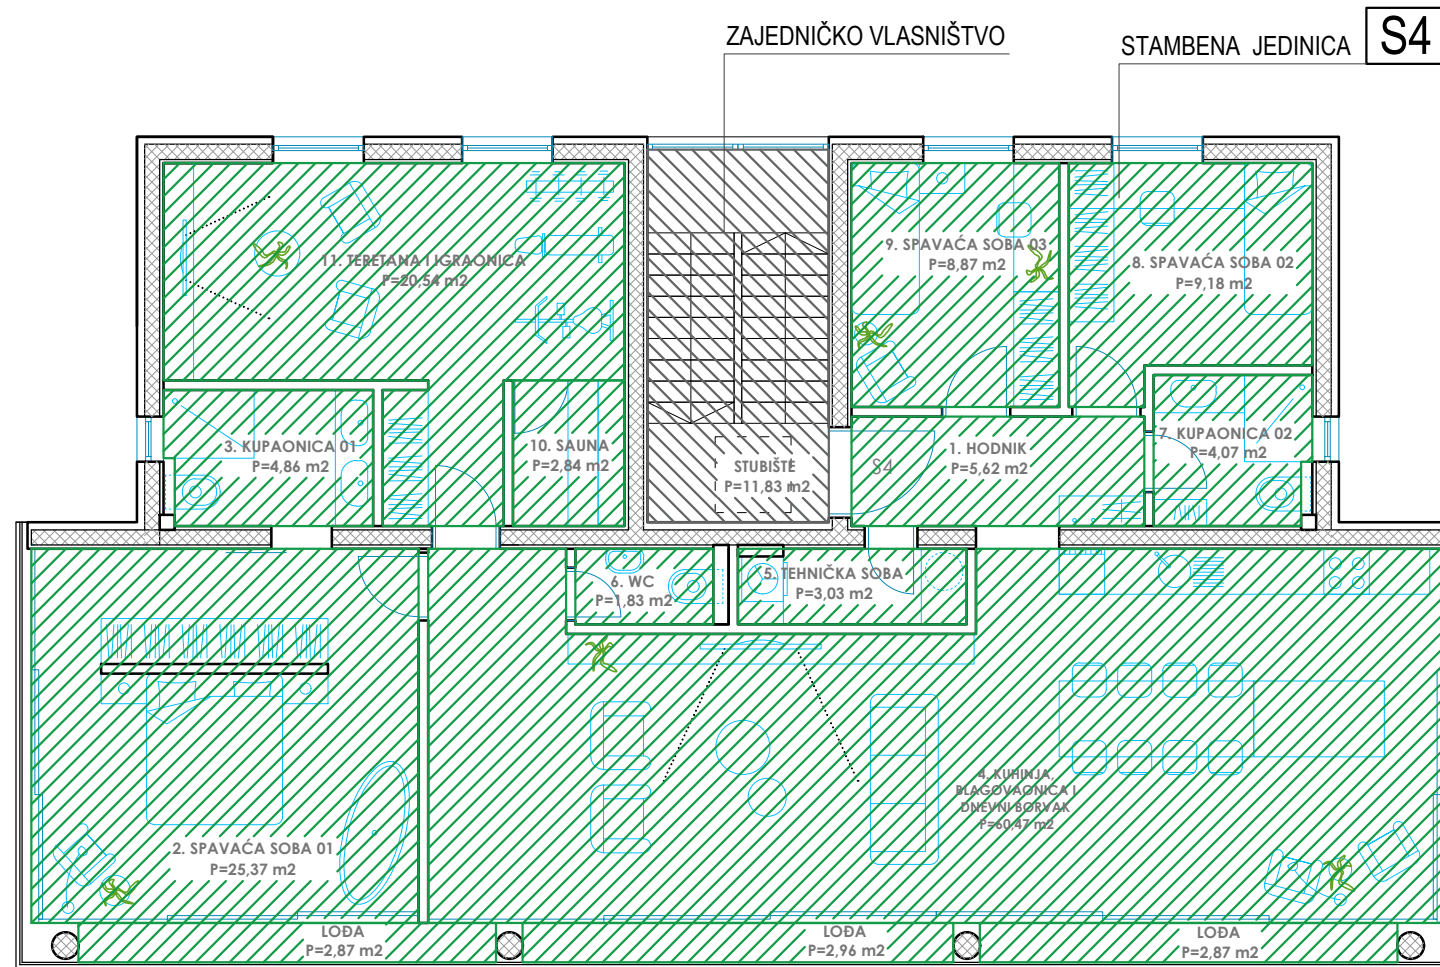 ZAJEDNIČKO VLASNIŠTVO
STAMBENA JEDINICA
S4
11. TERETANA I IGRAONICA
P=20,54 m2
9. SPAVAĆA SOBA 03
P=8,87 m2
8. SPAVAĆA SOBA 02
P=9,18 m2
3. KUPAONICA 01
P=4,86 m2
10. SAUNA
P=2,84 m2
STUBIŠTE
P=11,83 m2
S4
1. HODNIK
P=5,62 m2
7. KUPAONICA 02
P=4,07 m2
6. WC
P=1,83 m2
5. TEHNIČKA SOBA
P=3,03 m2
4. KUHINJA,
BLAGOVAONICA I
DNEVNI BORVAK
P=60,47 m2
2. SPAVAĆA SOBA 01
P=25,37 m2
LOĐA
P=2,87 m2
LOĐA
P=2,96 m2
LOĐA
P=2,87 m2